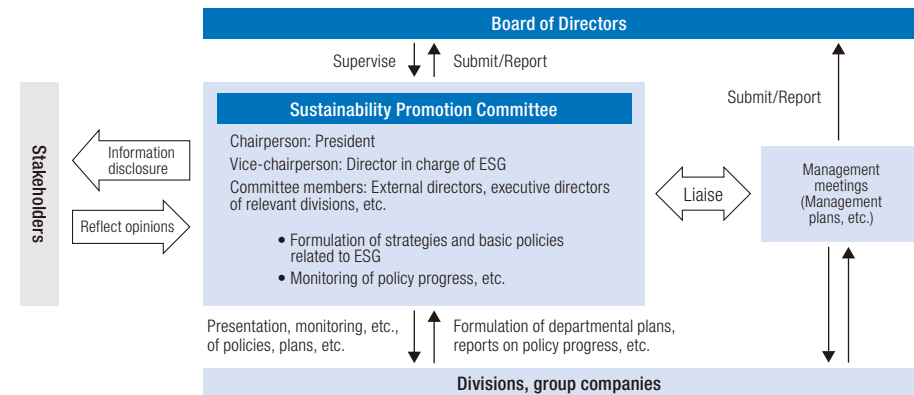 Board of Directors
Supervise
Submit/Report
Submit/Report
Stakeholders
Information
disclosure
Reflect opinions
Sustainability Promotion Committee
Chairperson: President
Vice-chairperson: Director in charge of ESG
Committee members: External directors, executive directors
of relevant divisions, etc.
• Formulation of strategies and basic policies
related to ESG
• Monitoring of policy progress, etc.
Liaise
Management
meetings
(Management
plans, etc.)
Presentation, monitoring, etc.,
of policies, plans, etc.
Formulation of departmental plans,
reports on policy progress, etc.
Divisions, group companies